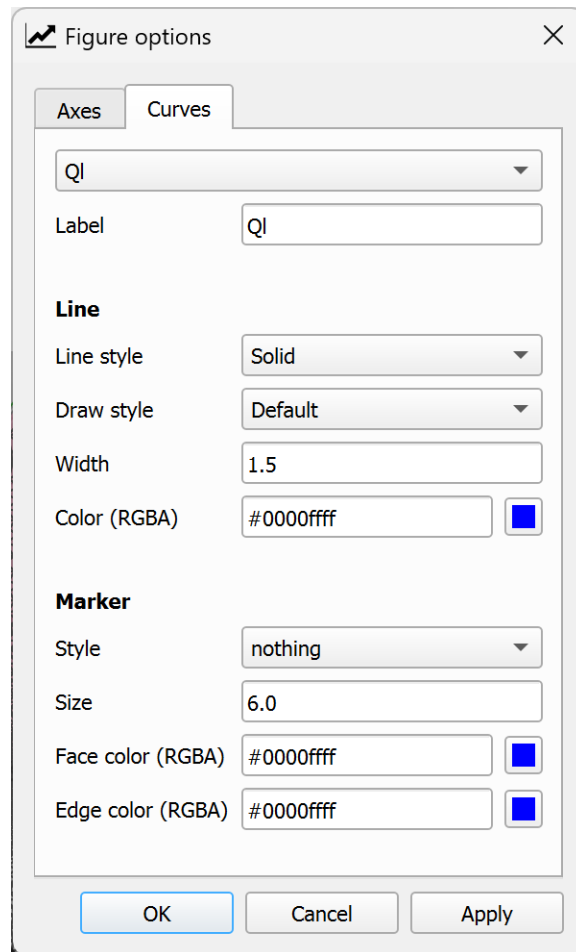 Figure options
Axes Curves
Ql
Label Ql
Line
Line style Solid
Draw style Default
Width 1.5
Color (RGBA) #0000ffff
Marker
Style nothing
Size 6.0
Face color (RGBA) #0000ffff
Edge color (RGBA) #0000ffff
OK Cancel Apply